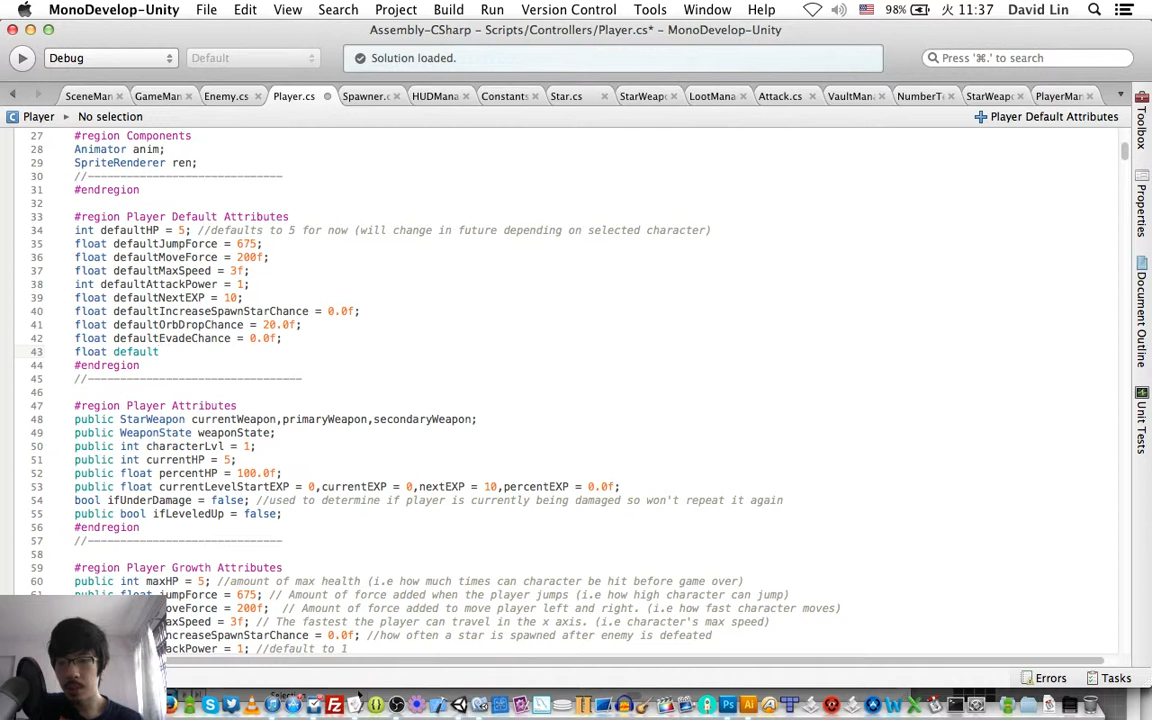 MonoDevelop-Unity File Edit View Search Project Build Run Version Control Tools Window Help 98% 11:37 David Lin
Assembly-CSharp – Scripts/Controllers/Player.cs* – MonoDevelop-Unity
Debug Default Solution loaded. Press '⌘.' to search
SceneMan GameMan Enemy.cs Player.cs Spawner.c HUDMana Constants Star.cs StarWeap LootMana Attack.cs VaultMan NumberT StarWeap PlayerMan
Player No selection Player Default Attributes
27 #region Components
28 Animator anim;
29 SpriteRenderer ren;
30 //------------------------------
31 #endregion
32
33 #region Player Default Attributes
34 int defaultHP = 5; //defaults to 5 for now (will change in future depending on selected character)
35 float defaultJumpForce = 675;
36 float defaultMoveForce = 200f;
37 float defaultMaxSpeed = 3f;
38 int defaultAttackPower = 1;
39 float defaultNextEXP = 10;
40 float defaultIncreaseSpawnStarChance = 0.0f;
41 float defaultOrbDropChance = 20.0f;
42 float defaultEvadeChance = 0.0f;
43 float default
44 #endregion
45 //---------------------------------
46
47 #region Player Attributes
48 public StarWeapon currentWeapon,primaryWeapon,secondaryWeapon;
49 public WeaponState weaponState;
50 public int characterLvl = 1;
51 public int currentHP = 5;
52 public float percentHP = 100.0f;
53 public float currentLevelStartEXP = 0,currentEXP = 0,nextEXP = 10,percentEXP = 0.0f;
54 bool ifUnderDamage = false; //used to determine if player is currently being damaged so won't repeat it again
55 public bool ifLeveledUp = false;
56 #endregion
57 //------------------------------
58
59 #region Player Growth Attributes
60 public int maxHP = 5; //amount of max health (i.e how much times can character be hit before game over)
61 public float jumpForce = 675; // Amount of force added when the player jumps (i.e how high character can jump)
oveForce = 200f; // Amount of force added to move player left and right. (i.e how fast character moves)
axSpeed = 3f; // The fastest the player can travel in the x axis. (i.e character's max speed)
ncreaseSpawnStarChance = 0.0f; //how often a star is spawned after enemy is defeated
ackPower = 1; //default to 1
Toolbox
Properties
Document Outline
Unit Tests
Errors Tasks